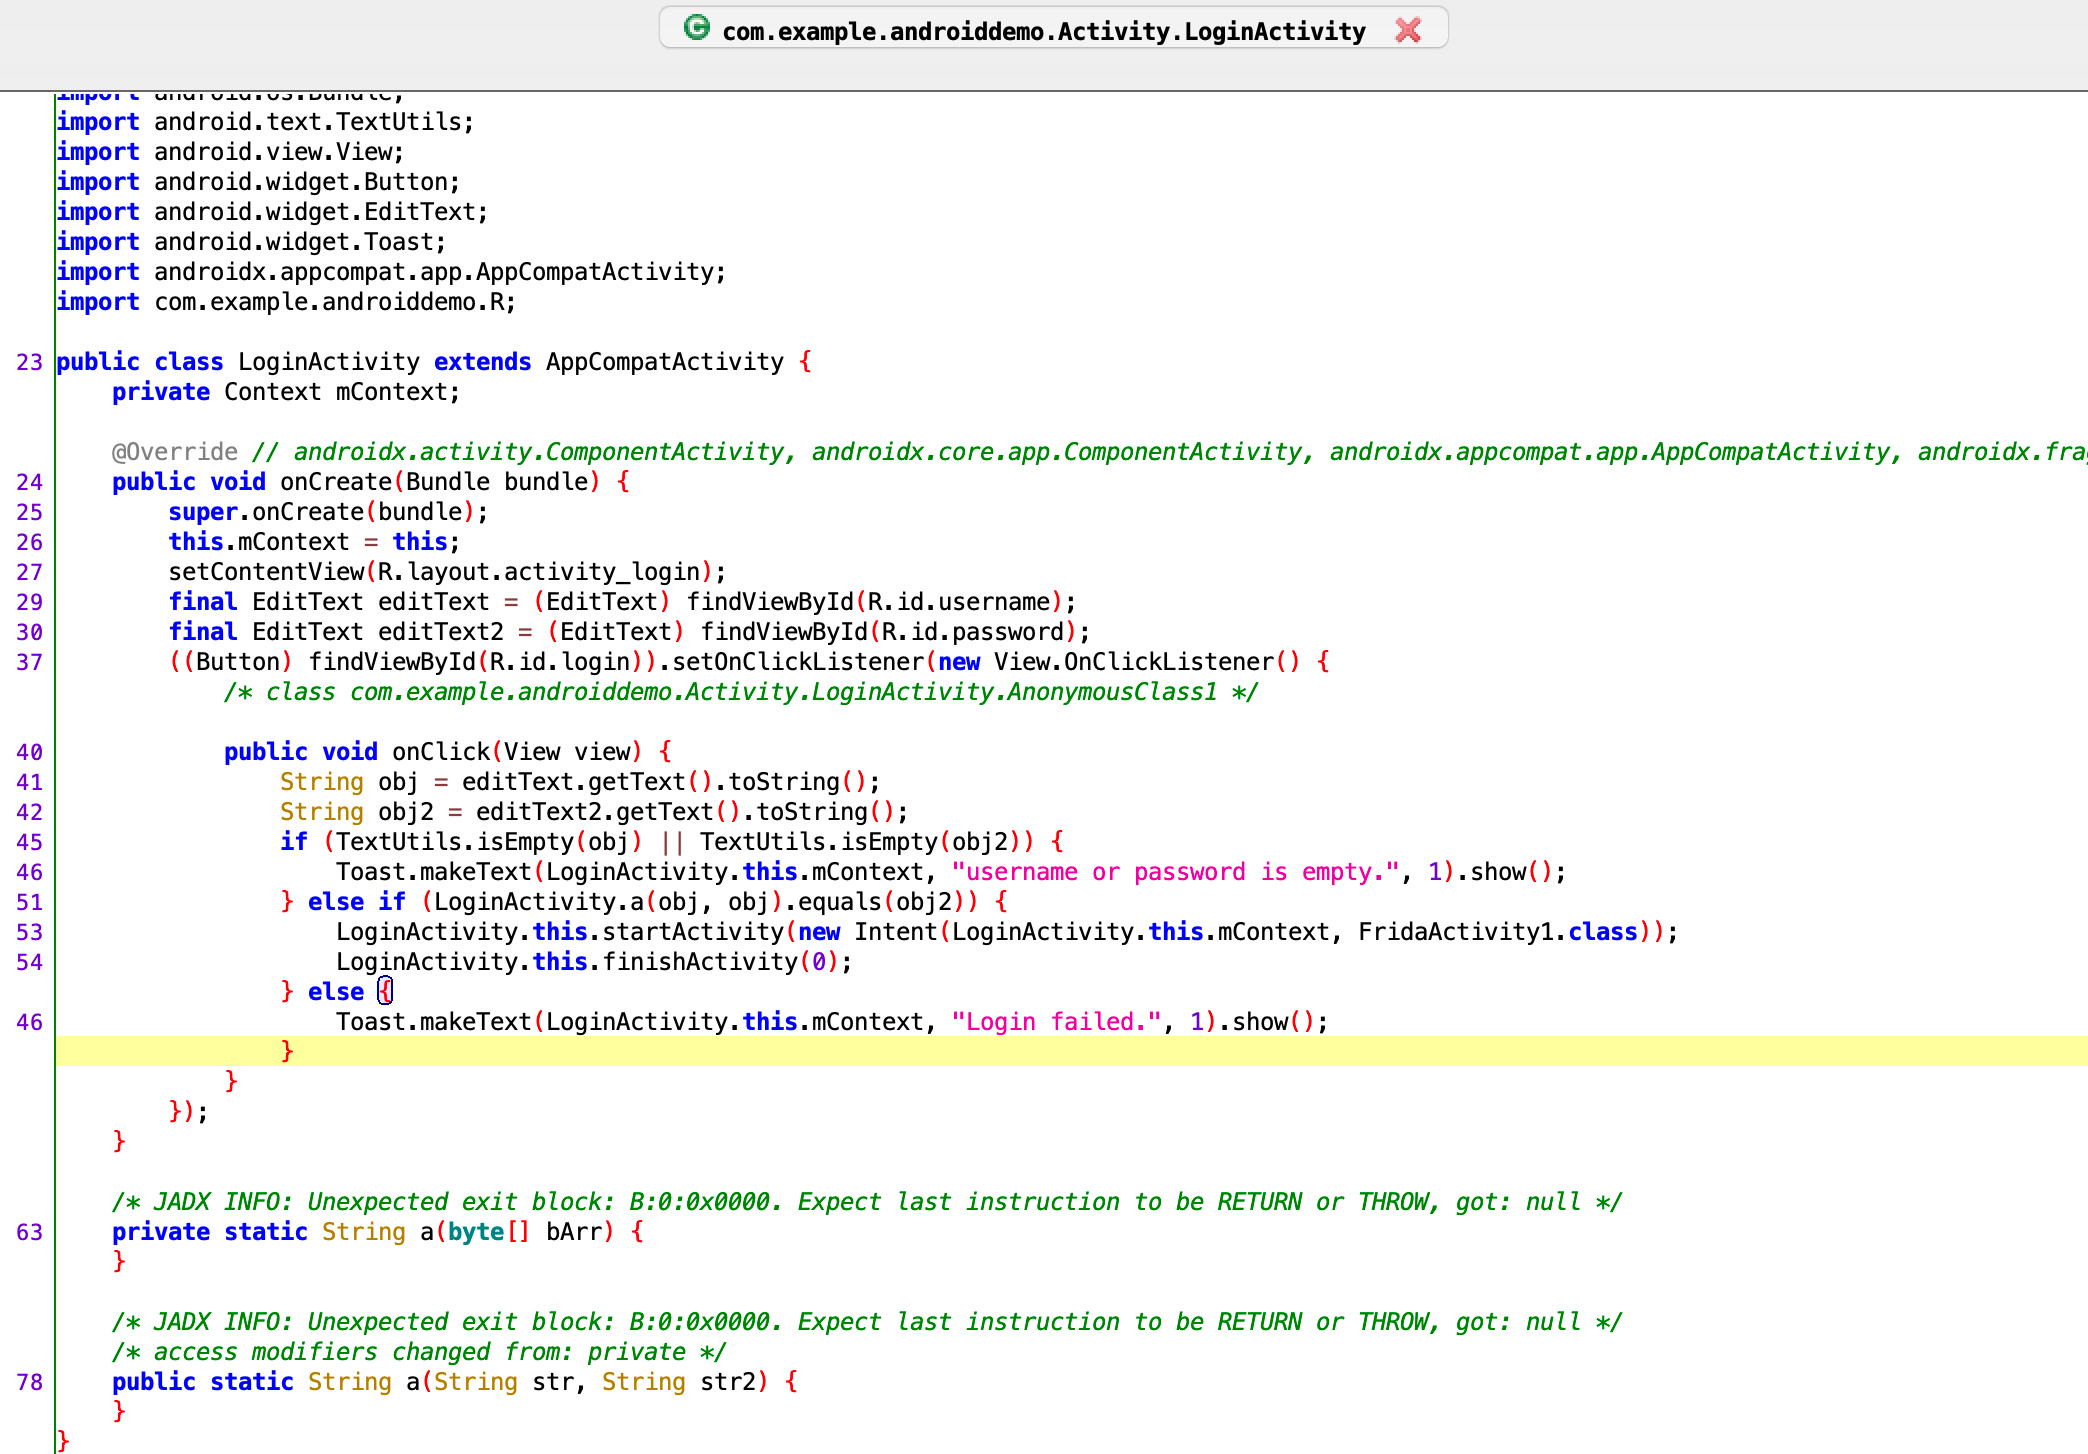 com.example.androiddemo.Activity.LoginActivity
import android.os.Bundle;
import android.text.TextUtils;
import android.view.View;
import android.widget.Button;
import android.widget.EditText;
import android.widget.Toast;
import androidx.appcompat.app.AppCompatActivity;
import com.example.androiddemo.R;
23 public class LoginActivity extends AppCompatActivity {
private Context mContext;
@Override // androidx.activity.ComponentActivity, androidx.core.app.ComponentActivity, androidx.appcompat.app.AppCompatActivity, androidx.fra
24 public void onCreate(Bundle bundle) {
25 super.onCreate(bundle);
26 this.mContext = this;
27 setContentView(R.layout.activity_login);
29 final EditText editText = (EditText) findViewById(R.id.username);
30 final EditText editText2 = (EditText) findViewById(R.id.password);
37 ((Button) findViewById(R.id.login)).setOnClickListener(new View.OnClickListener() {
/* class com.example.androiddemo.Activity.LoginActivity.AnonymousClass1 */
40 public void onClick(View view) {
41 String obj = editText.getText().toString();
42 String obj2 = editText2.getText().toString();
45 if (TextUtils.isEmpty(obj) || TextUtils.isEmpty(obj2)) {
46 Toast.makeText(LoginActivity.this.mContext, "username or password is empty.", 1).show();
51 } else if (LoginActivity.a(obj, obj).equals(obj2)) {
53 LoginActivity.this.startActivity(new Intent(LoginActivity.this.mContext, FridaActivity1.class));
54 LoginActivity.this.finishActivity(0);
} else {
46 Toast.makeText(LoginActivity.this.mContext, "Login failed.", 1).show();
}
}
});
}
/* JADX INFO: Unexpected exit block: B:0:0x0000. Expect last instruction to be RETURN or THROW, got: null */
63 private static String a(byte[] bArr) {
}
/* JADX INFO: Unexpected exit block: B:0:0x0000. Expect last instruction to be RETURN or THROW, got: null */
/* access modifiers changed from: private */
78 public static String a(String str, String str2) {
}
}